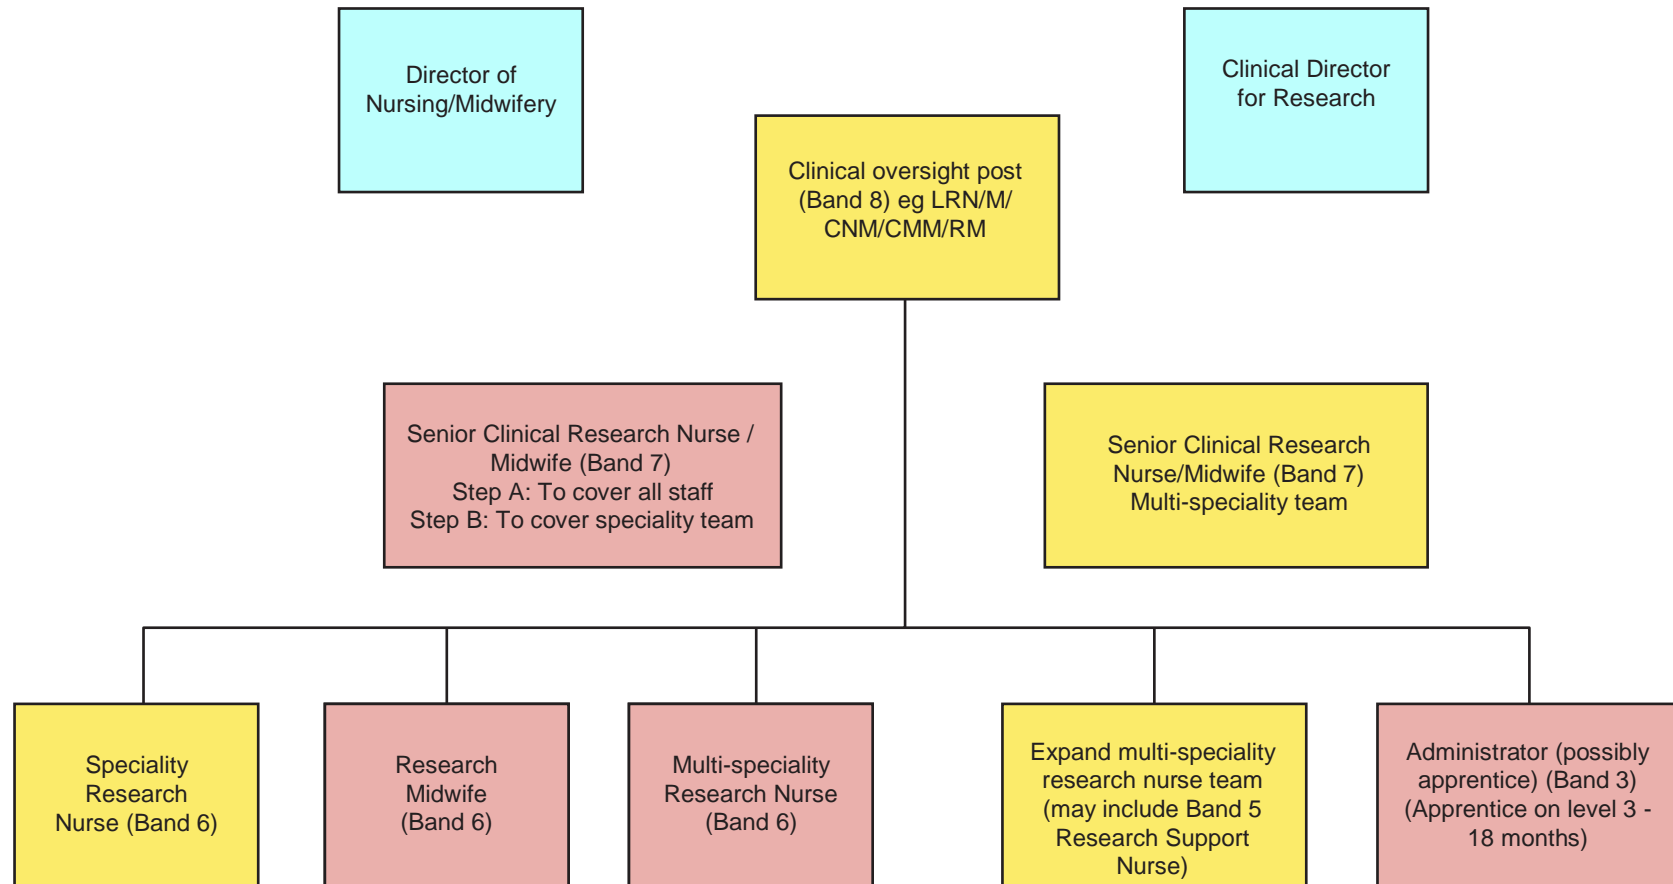 Director of
Nursing/Midwifery
Clinical Director
for Research
Clinical oversight post
(Band 8) eg LRN/M/
CNM/CMM/RM
Senior Clinical Research Nurse /
Midwife (Band 7)
Step A: To cover all staff
Step B: To cover speciality team
Senior Clinical Research
Nurse/Midwife (Band 7)
Multi-speciality team
Speciality
Research
Nurse (Band 6)
Research
Midwife
(Band 6)
Multi-speciality
Research Nurse
(Band 6)
Expand multi-speciality
research nurse team
(may include Band 5
Research Support
Nurse)
Administrator (possibly
apprentice) (Band 3)
(Apprentice on level 3 -
18 months)